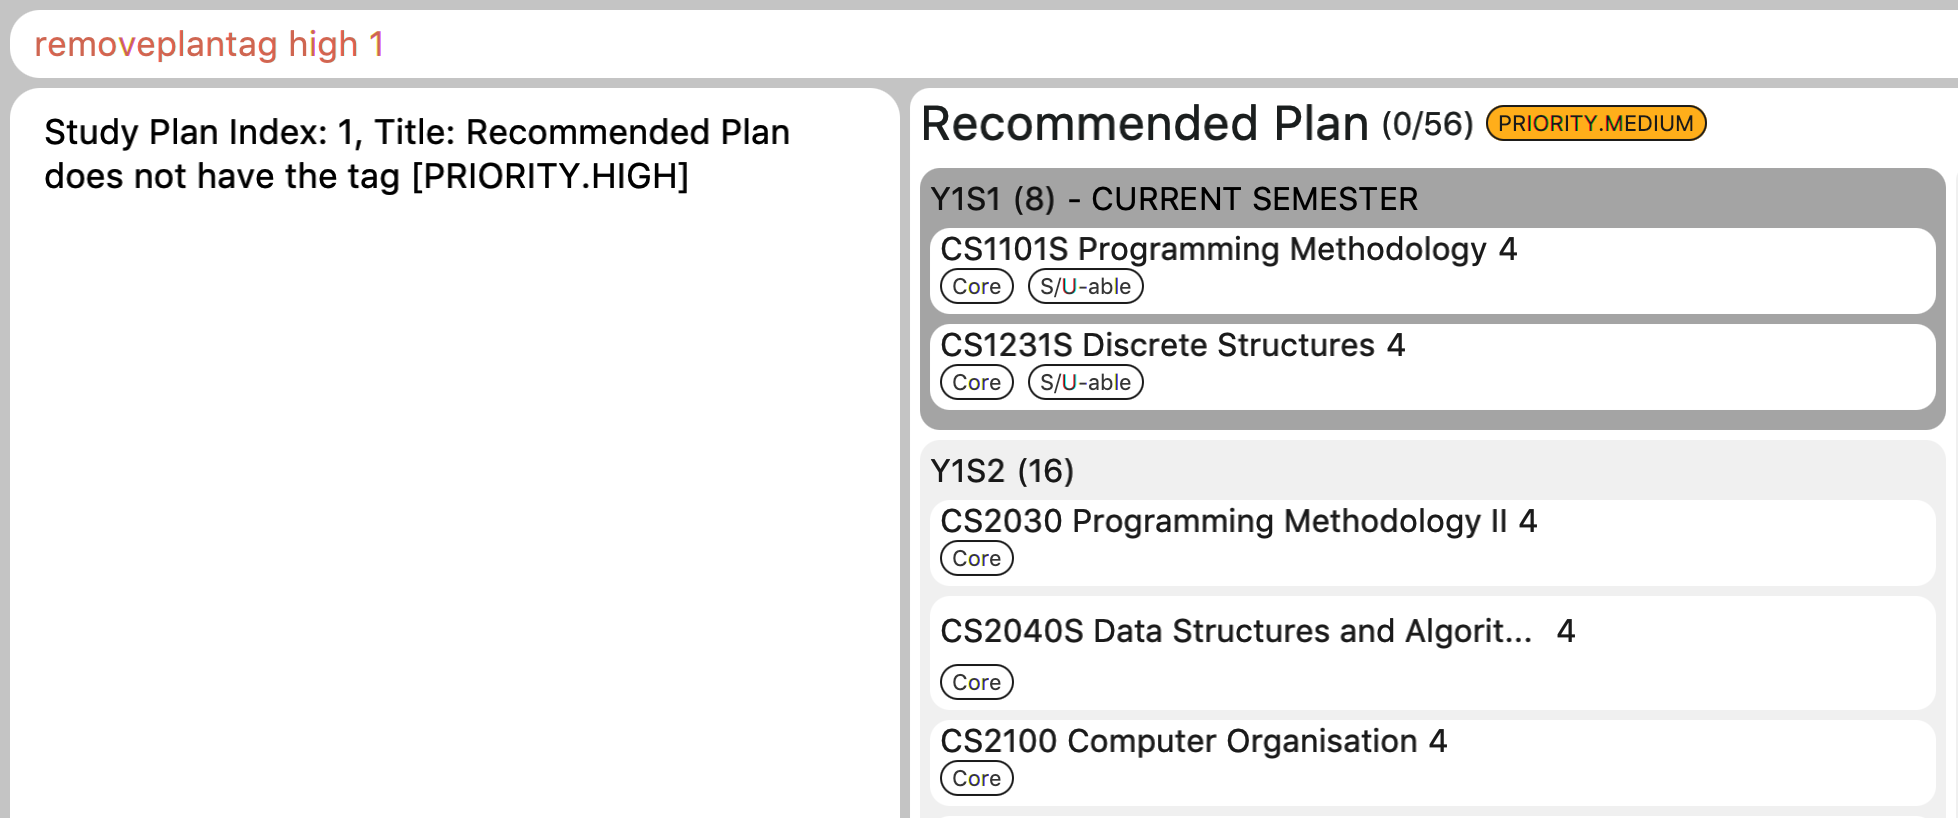 removeplantag high 1
Study Plan Index: 1, Title: Recommended Plan
does not have the tag [PRIORITY.HIGH]
Recommended Plan (0/56) PRIORITY.MEDIUM
Y1S1 (8) - CURRENT SEMESTER
CS1101S Programming Methodology 4
Core S/U-able
CS1231S Discrete Structures 4
Core S/U-able
Y1S2 (16)
CS2030 Programming Methodology II 4
Core
CS2040S Data Structures and Algorit... 4
Core
CS2100 Computer Organisation 4
Core